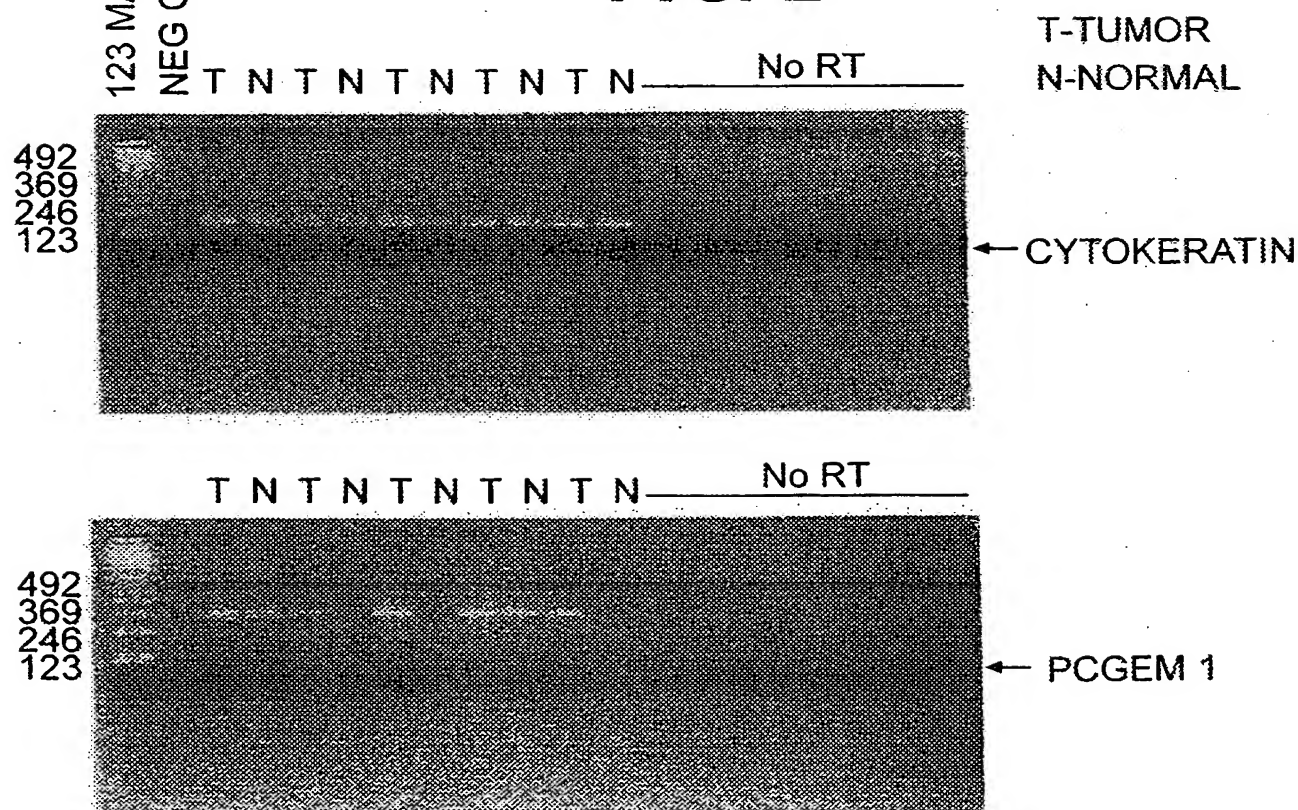 123
NEG
T-TUMOR
N-NORMAL
T N T N T N T N T N
No RT
492
369
246
123
CYTOKERATIN
T N T N T N T N T N
No RT
492
369
246
123
PCGEM 1